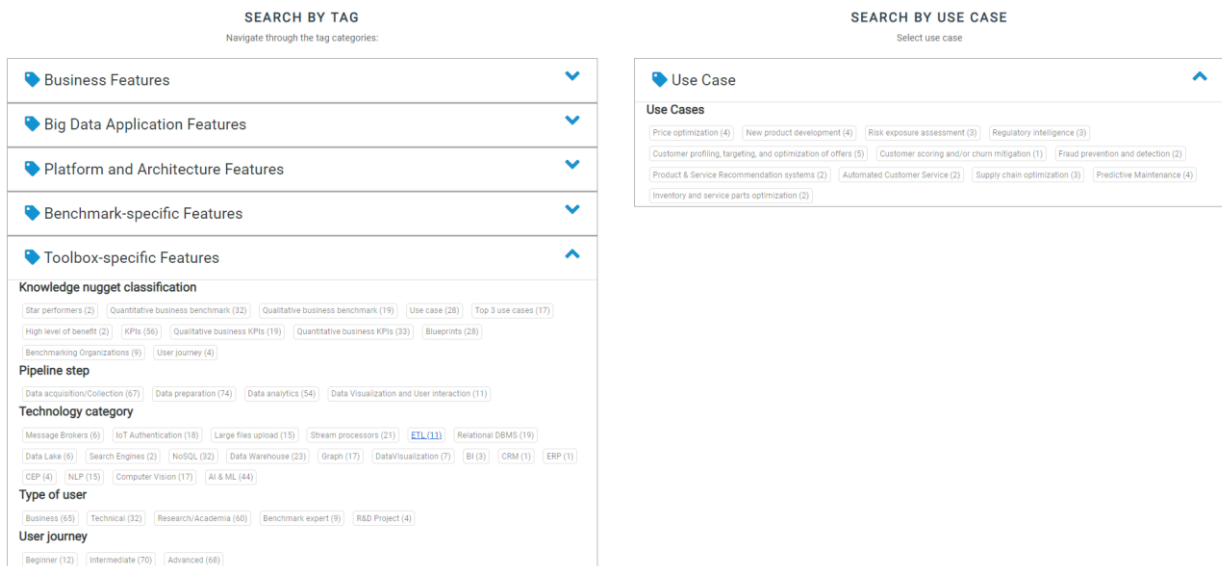 SEARCH BY TAG
Navigate through the tag categories:
Business Features
Big Data Application Features
Platform and Architecture Features
Benchmark-specific Features
Toolbox-specific Features
Knowledge nugget classification
Star performers (2) Quantitative business benchmark (32) Qualitative business benchmark (19) Use case (28) Top 3 use cases (17)
High level of benefit (2) KPIs (56) Qualitative business KPIs (19) Quantitative business KPIs (33) Blueprints (28)
Benchmarking Organizations (9) User journey (4)
Pipeline step
Data acquisition/Collection (67) Data preparation (74) Data analytics (54) Data Visualization and User interaction (11)
Technology category
Message Brokers (6) IoT Authentication (18) Large files upload (15) Stream processors (21) ETL (11) Relational DBMS (19)
Data Lake (6) Search Engines (2) NoSQL (32) Data Warehouse (23) Graph (17) DataVisualization (7) BI (3) CRM (1) ERP (1)
CEP (4) NLP (15) Computer Vision (17) AI & ML (44)
Type of user
Business (65) Technical (32) Research/Academia (60) Benchmark expert (9) R&D Project (4)
User journey
Beginner (12) Intermediate (70) Advanced (68)
SEARCH BY USE CASE
Select use case
Use Case
Use Cases
Price optimization (4) New product development (4) Risk exposure assessment (3) Regulatory intelligence (3)
Customer profiling, targeting, and optimization of offers (5) Customer scoring and/or churn mitigation (1) Fraud prevention and detection (2)
Product & Service Recommendation systems (2) Automated Customer Service (2) Supply chain optimization (3) Predictive Maintenance (4)
Inventory and service parts optimization (2)